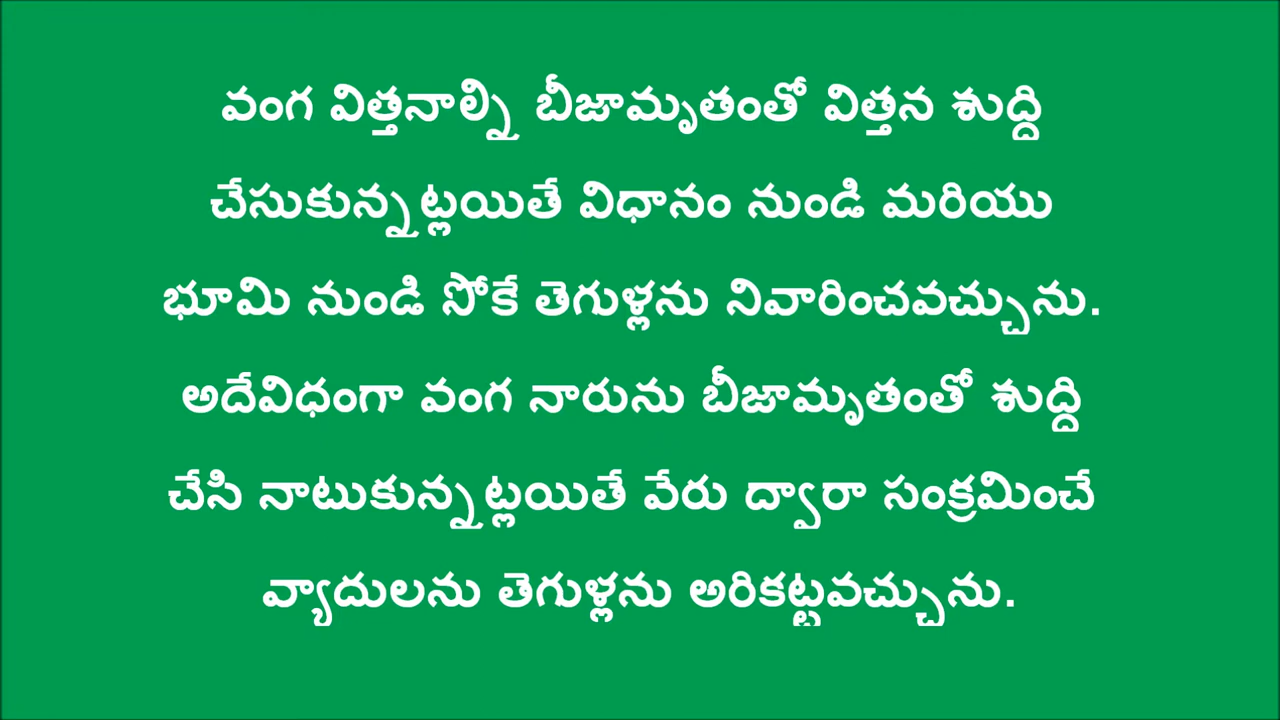 వంగ విత్తనాల్ని బీజామృతంతో విత్తన శుద్ది
చేసుకున్నట్లయితే విధానం నుండి మరియు
భూమి నుండి సోకే తెగుళ్లను నివారించవచ్చును.
అదేవిధంగా వంగ నారును బీజామృతంతో శుద్ది
చేసి నాటుకున్నట్లయితే వేరు ద్వారా సంక్రమించే
వ్యాదులను తెగుళ్లను అరికట్టవచ్చును.